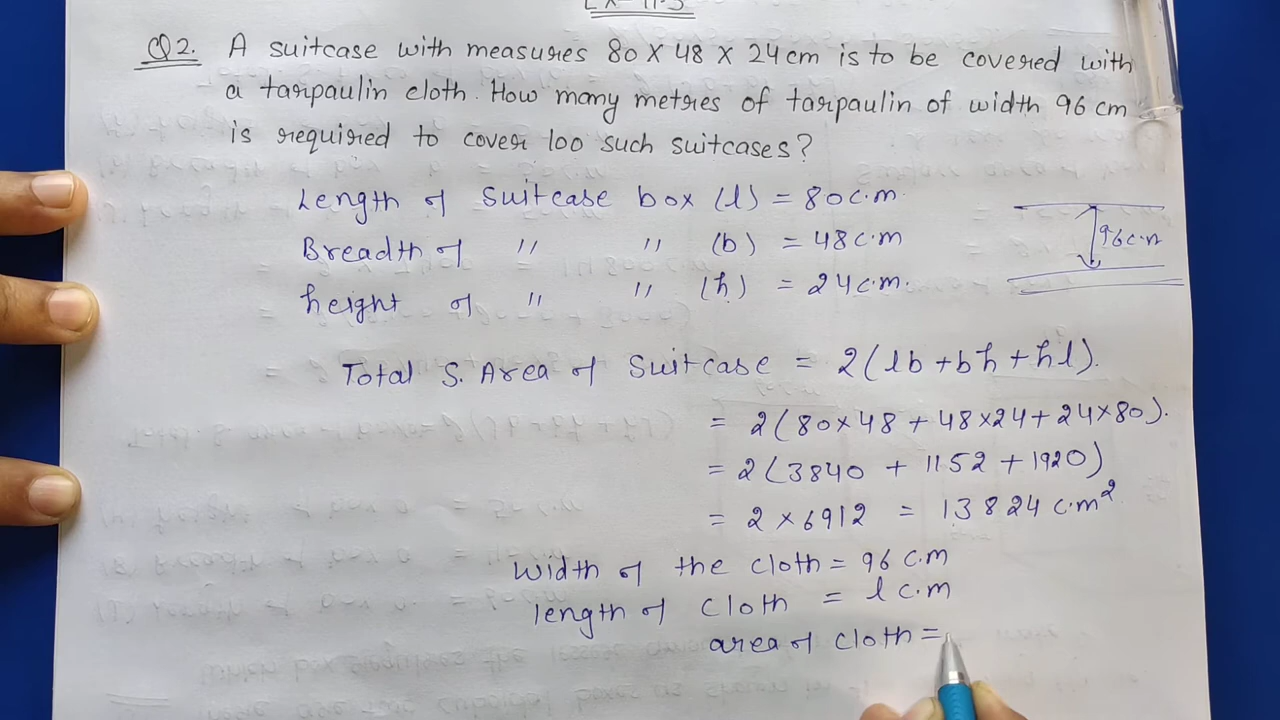 Ex-11.3
Q2. A suitcase with measures 80 X 48 X 24 cm is to be covered with
a tarpaulin cloth. How many metres of tarpaulin of width 96 cm
is required to cover 100 such suitcases?
Length of suitcase box (l) = 80 c.m.
Breadth of " " (b) = 48 c.m
height of " " (h) = 24 c.m.
96 c.m
Total S. Area of Suitcase = 2(lb+bh+hl).
= 2(80×48 + 48×24+24×80).
= 2(3840 + 1152 + 1920)
= 2 × 6912 = 13824 c.m²
Width of the cloth = 96 c.m
length of cloth = l c.m
area of cloth =